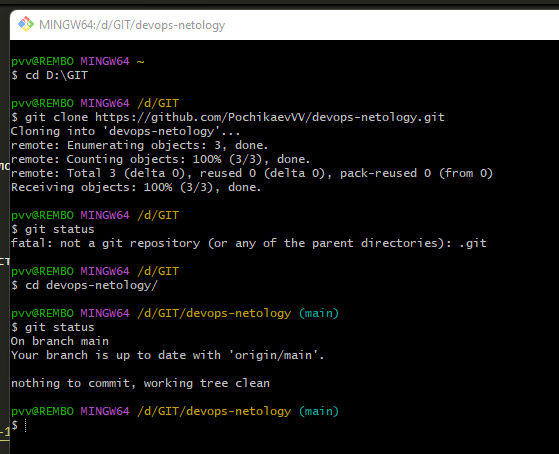 MINGW64:/d/GIT/devops-netology
pvv@REMBO MINGW64 ~
$ cd D:\GIT
pvv@REMBO MINGW64 /d/GIT
$ git clone https://github.com/PochikaevVV/devops-netology.git
Cloning into 'devops-netology'...
remote: Enumerating objects: 3, done.
remote: Counting objects: 100% (3/3), done.
remote: Total 3 (delta 0), reused 0 (delta 0), pack-reused 0 (from 0)
Receiving objects: 100% (3/3), done.
pvv@REMBO MINGW64 /d/GIT
$ git status
fatal: not a git repository (or any of the parent directories): .git
pvv@REMBO MINGW64 /d/GIT
$ cd devops-netology/
pvv@REMBO MINGW64 /d/GIT/devops-netology (main)
$ git status
On branch main
Your branch is up to date with 'origin/main'.
nothing to commit, working tree clean
pvv@REMBO MINGW64 /d/GIT/devops-netology (main)
$